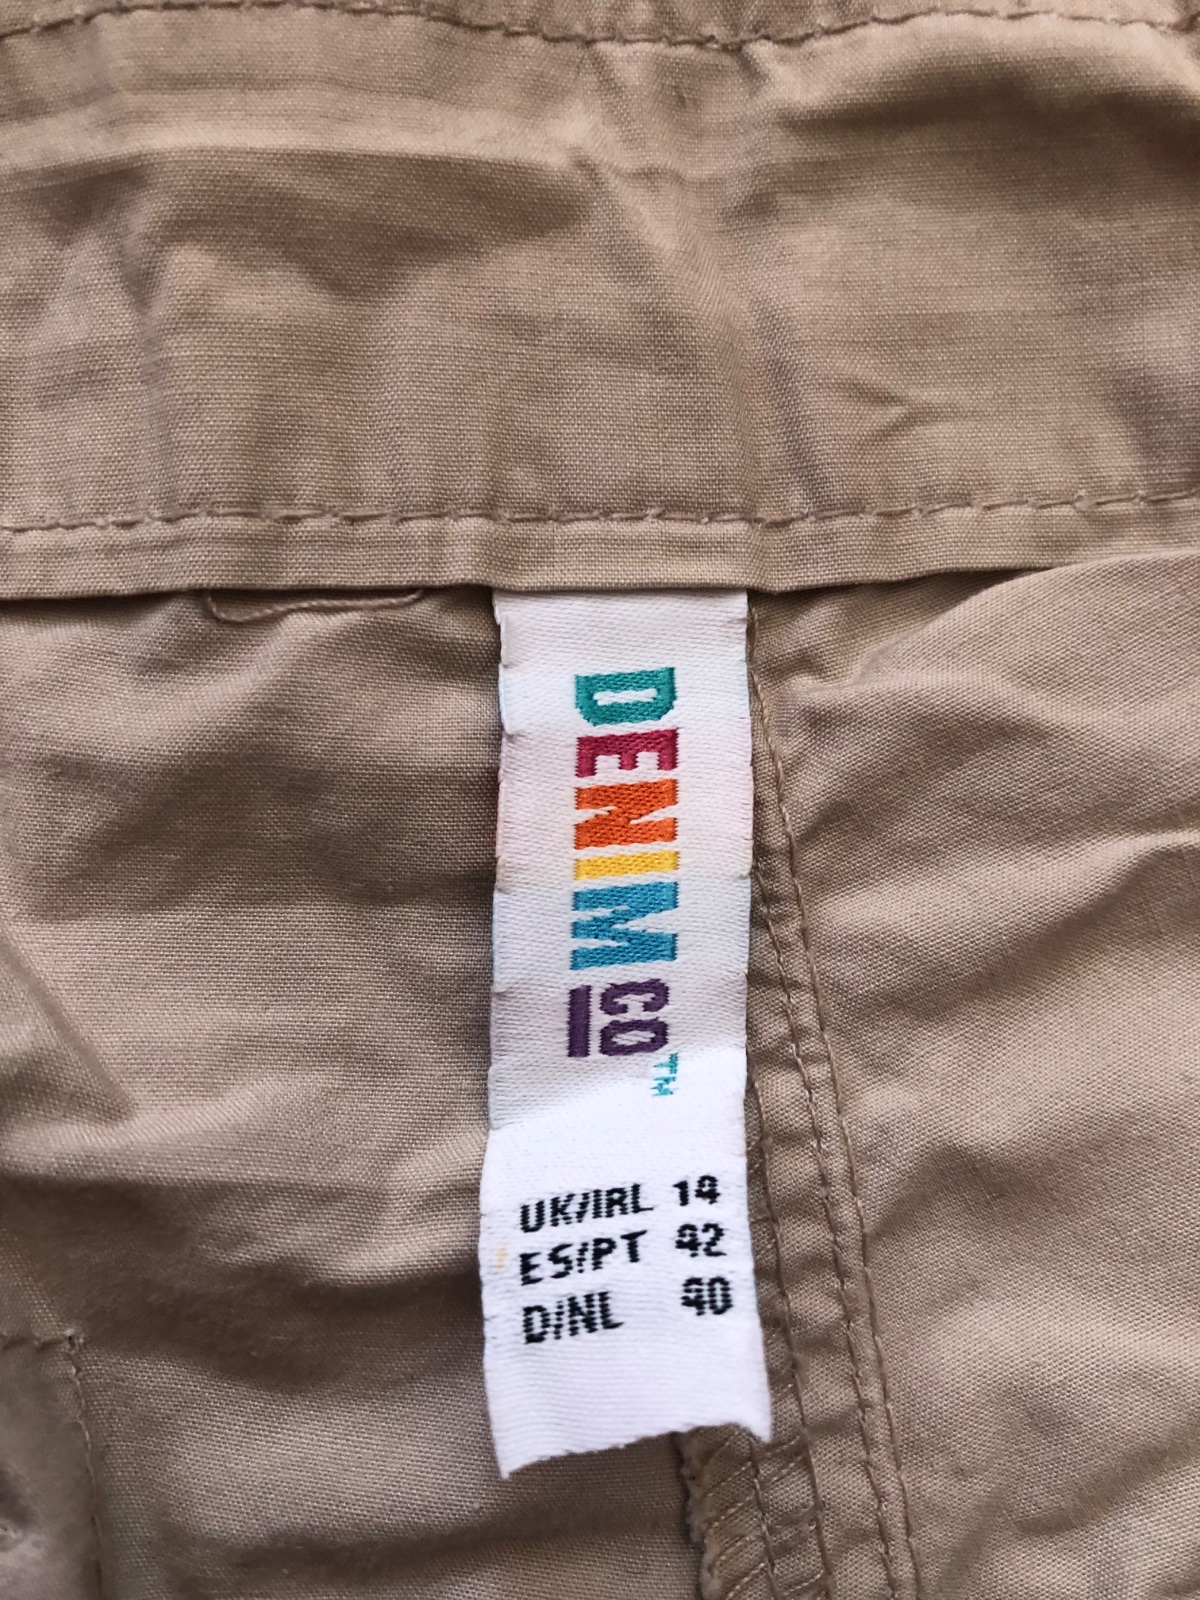 DENIM CO™
UK/IRL 14
ES/PT 42
D/NL 40